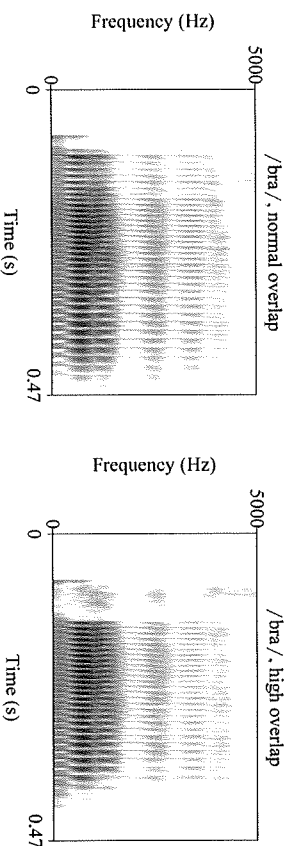 /bra/, normal overlap
Frequency (Hz)
5000
0
0
0.47
Time (s)
/bra/, high overlap
Frequency (Hz)
5000
0
0
0.47
Time (s)